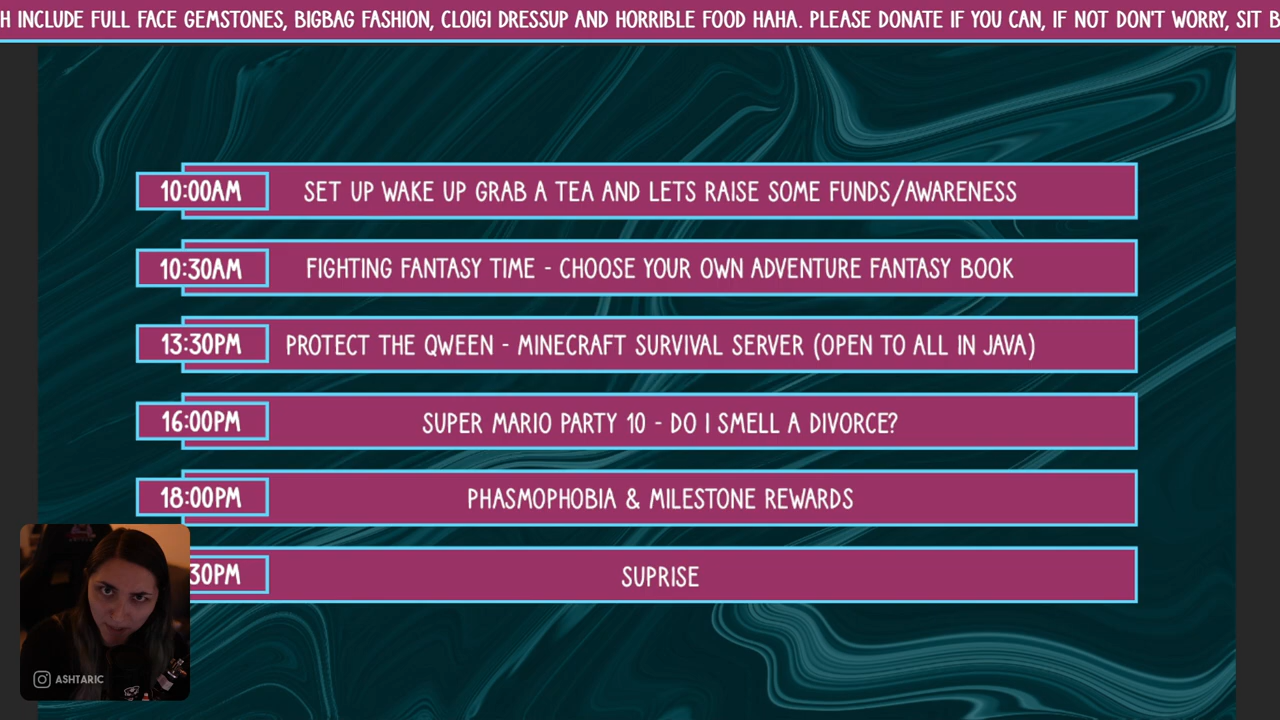 H INCLUDE FULL FACE GEMSTONES, BIGBAG FASHION, CLOIGI DRESSUP AND HORRIBLE FOOD HAHA. PLEASE DONATE IF YOU CAN, IF NOT DON'T WORRY, SIT B
10:00AM SET UP WAKE UP GRAB A TEA AND LETS RAISE SOME FUNDS/AWARENESS
10:30AM FIGHTING FANTASY TIME - CHOOSE YOUR OWN ADVENTURE FANTASY BOOK
13:30PM PROTECT THE QWEEN - MINECRAFT SURVIVAL SERVER (OPEN TO ALL IN JAVA)
16:00PM SUPER MARIO PARTY 10 - DO I SMELL A DIVORCE?
18:00PM PHASMOPHOBIA & MILESTONE REWARDS
30PM SUPRISE
ASHTARIC